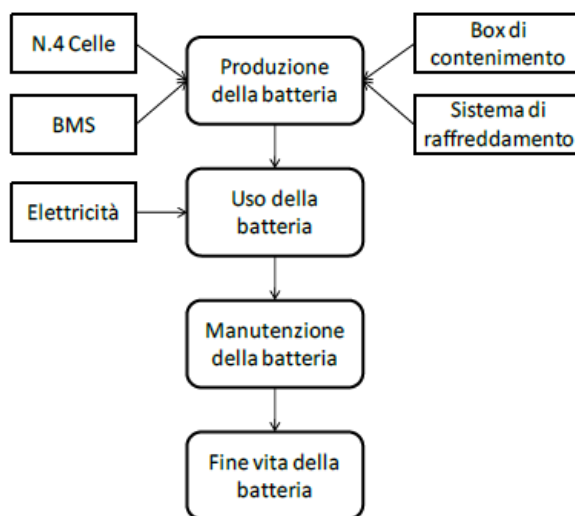 N.4 Celle
BMS
Produzione
della batteria
Box di
contenimento
Sistema di
raffreddamento
Elettricità
Uso della
batteria
Manutenzione
della batteria
Fine vita della
batteria